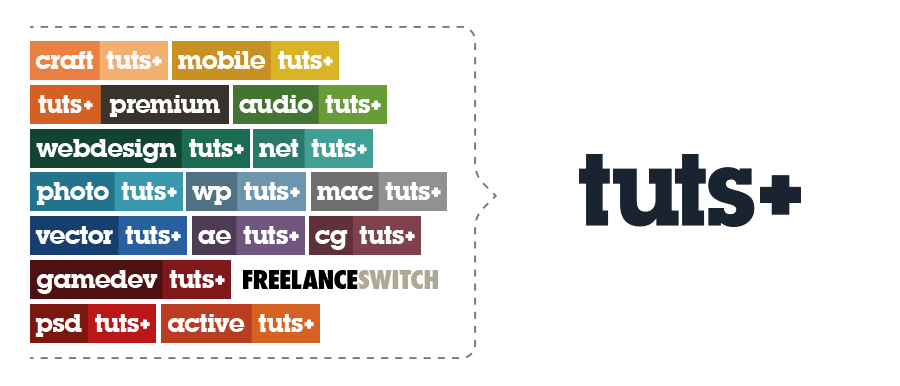 craft tuts+ mobile tuts+
tuts+ premium audio tuts+
webdesign tuts+ net tuts+
photo tuts+ wp tuts+ mac tuts+
vector tuts+ ae tuts+ cg tuts+
gamedev tuts+ FREELANCESWITCH
psd tuts+ active tuts+
tuts+